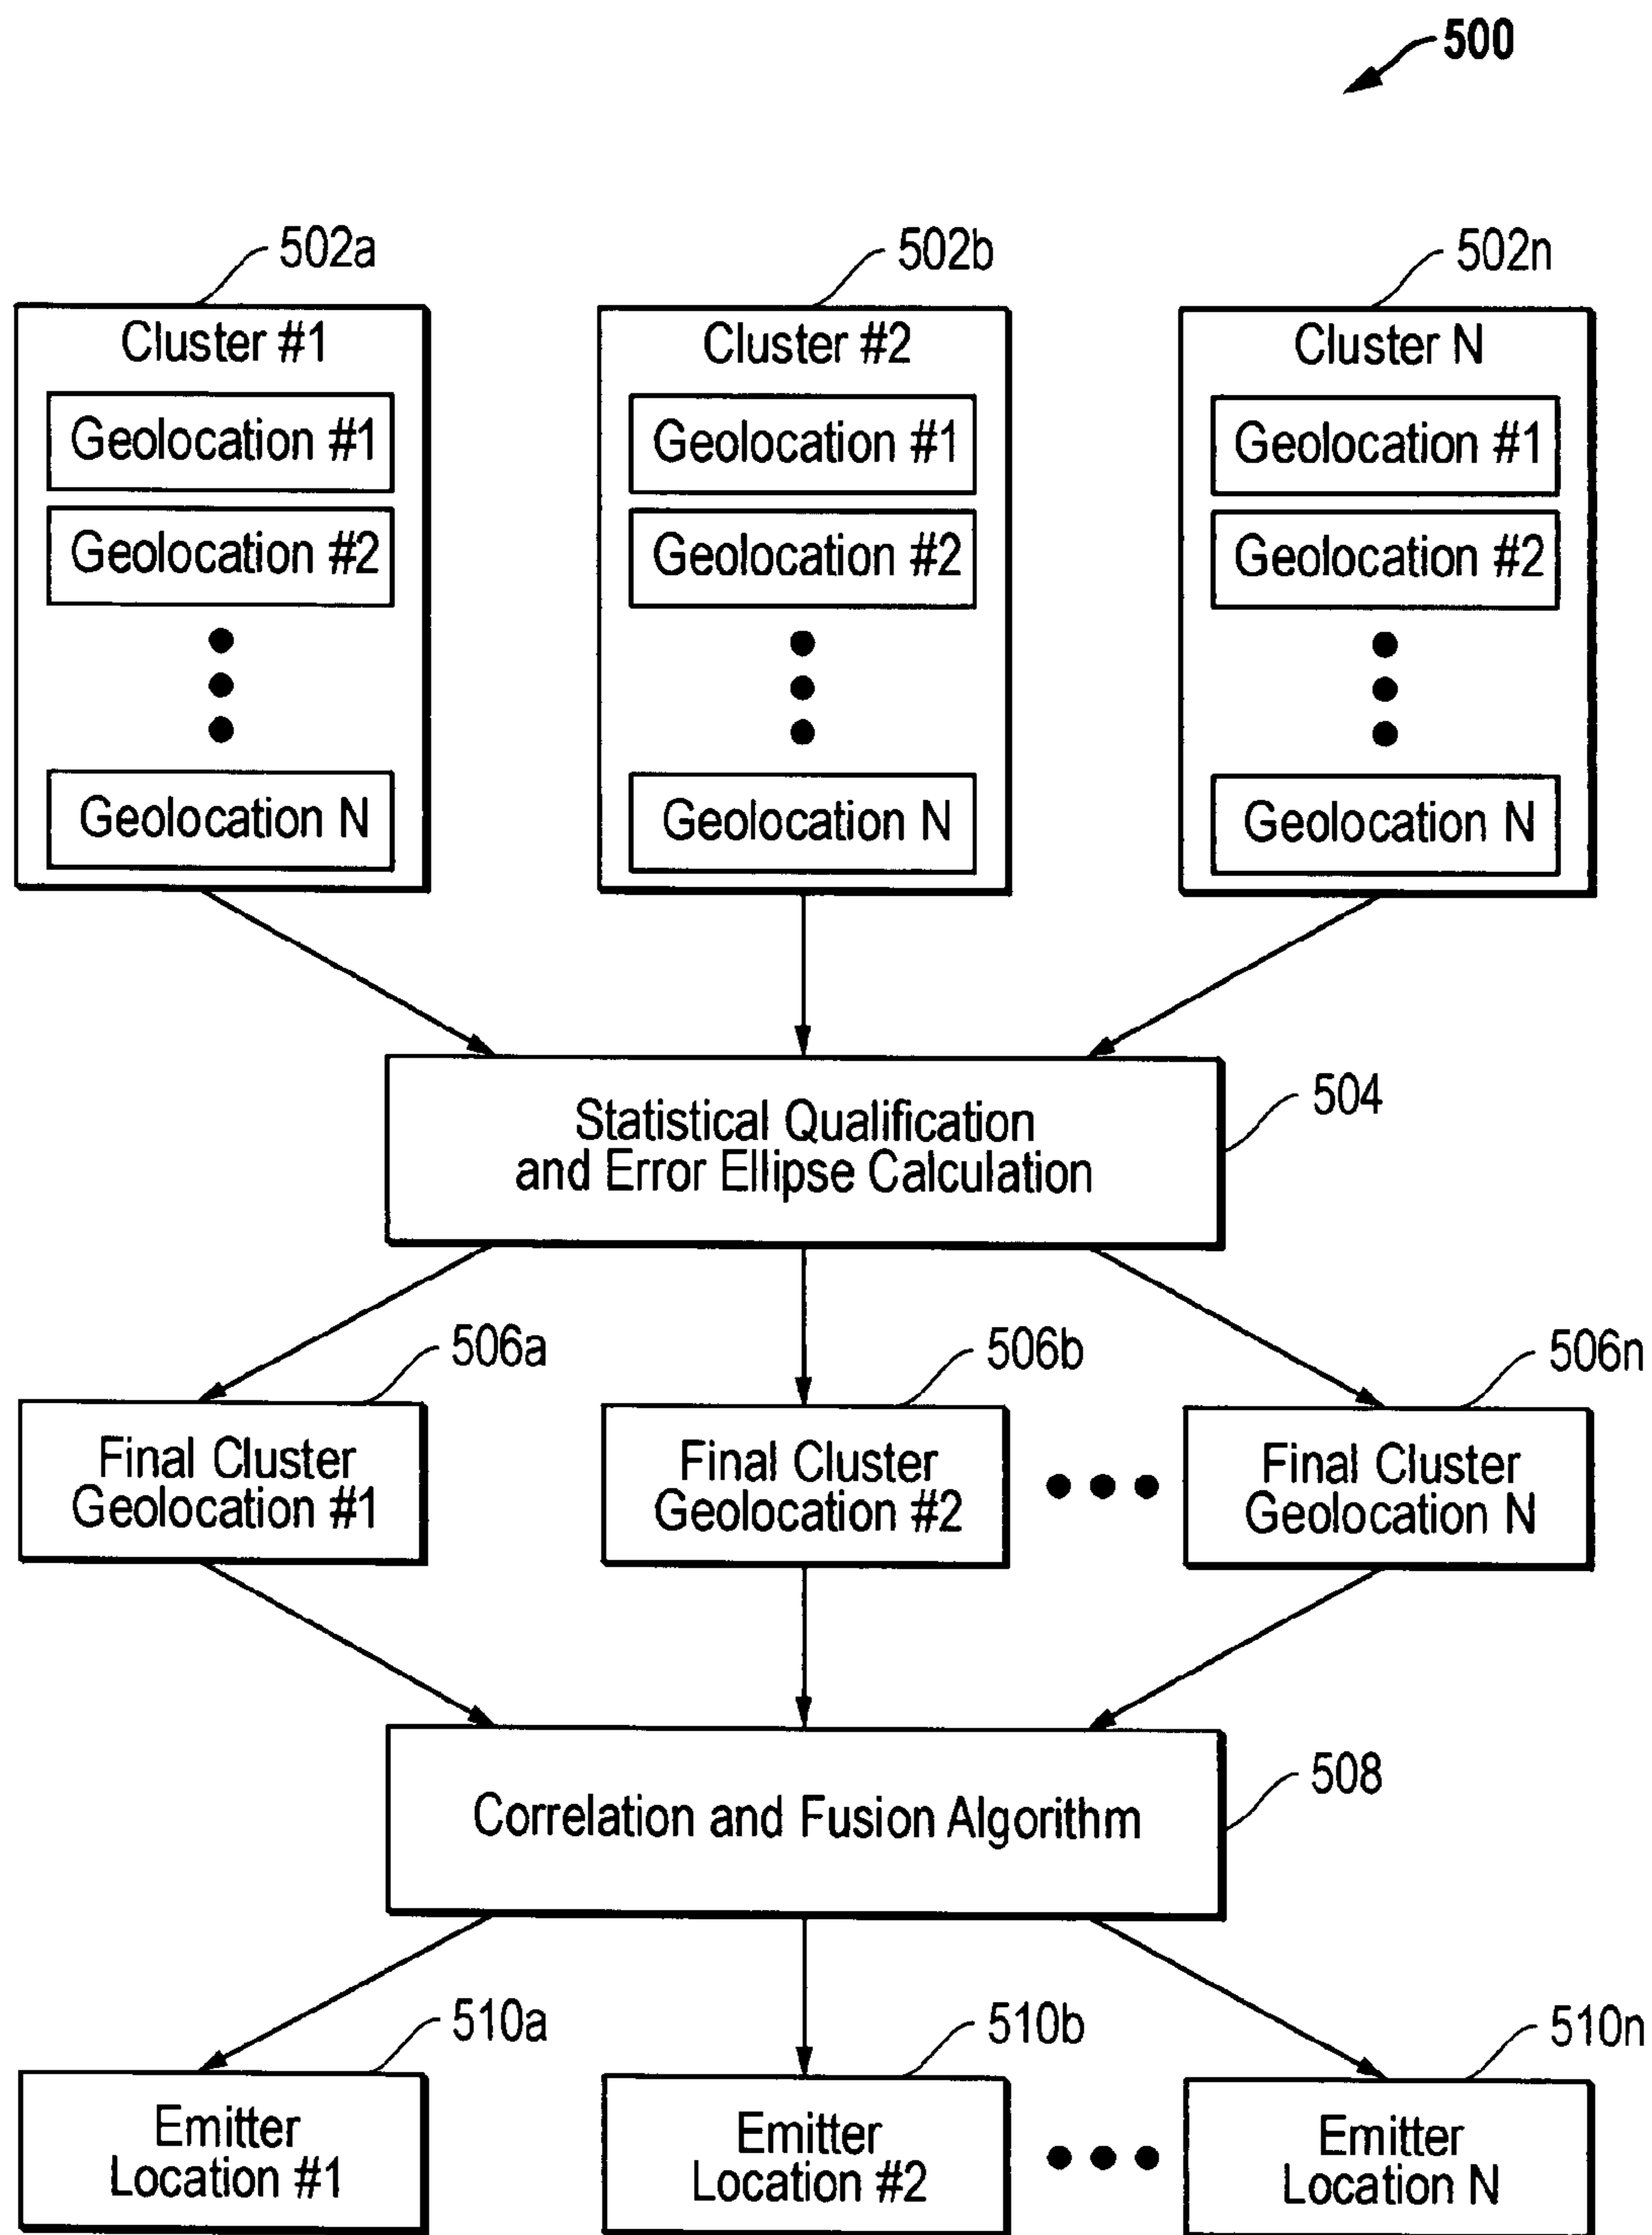 500
502a
502b
502n
Cluster #1
Geolocation #1
Geolocation #2
Geolocation N
Cluster #2
Geolocation #1
Geolocation #2
Geolocation N
Cluster N
Geolocation #1
Geolocation #2
Geolocation N
Statistical Qualification
and Error Ellipse Calculation
504
506a
506b
506n
Final Cluster
Geolocation #1
Final Cluster
Geolocation #2
Final Cluster
Geolocation N
Correlation and Fusion Algorithm
508
510a
510b
510n
Emitter
Location #1
Emitter
Location #2
Emitter
Location N